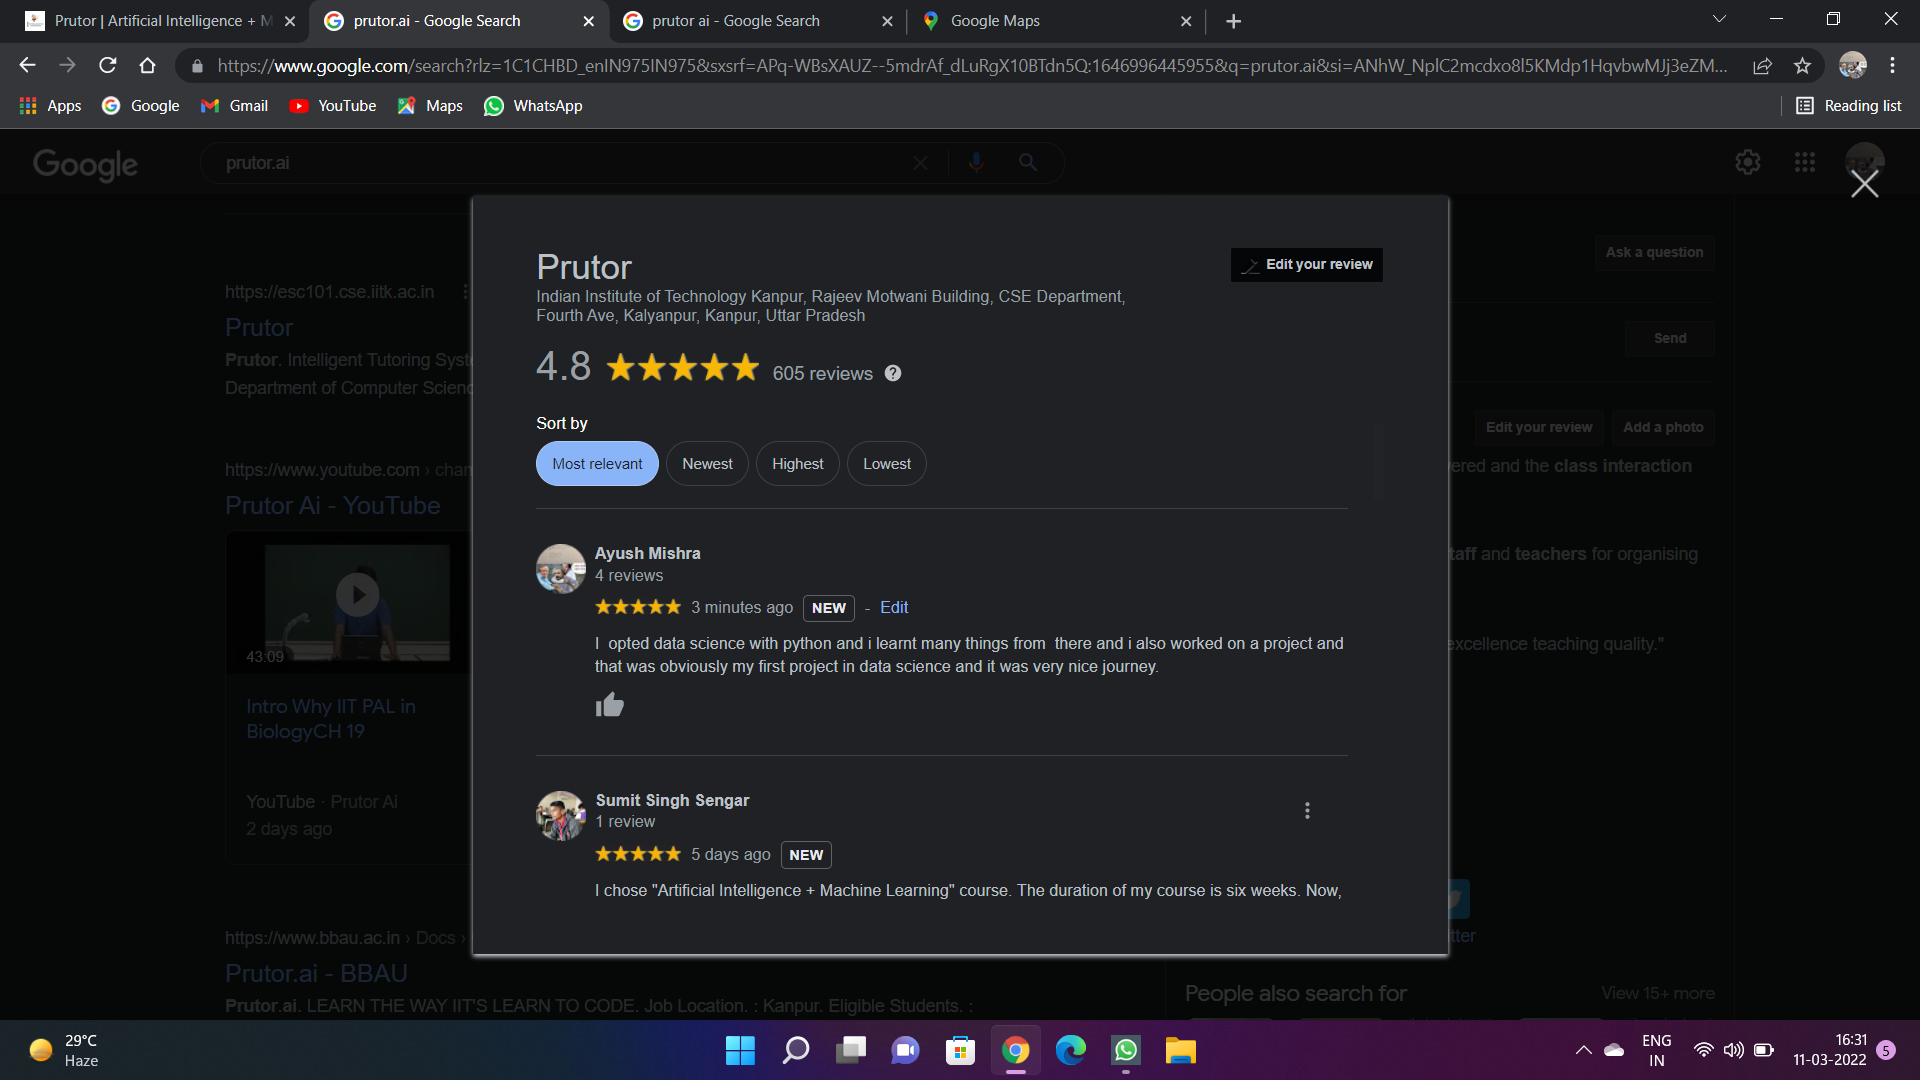 Prutor | Artificial Intelligence + M
prutor.ai - Google Search
prutor ai - Google Search
Google Maps
https://www.google.com/search?rlz=1C1CHBD_enIN975IN975&sxsrf=APq-WBsXAUZ--5mdrAf_dLuRgX10BTdn5Q:1646996445955&q=prutor.ai&si=ANhW_NplC2mcdxo8l5KMdp1HqvbwMJj3eZM...
Apps
Google
Gmail
YouTube
Maps
WhatsApp
Reading list
Google
prutor.ai
https://esc101.cse.iitk.ac.in
Prutor
Prutor. Intelligent Tutoring Syst
Department of Computer Scienc
https://www.youtube.com › chan
Prutor Ai - YouTube
43:09
Intro Why IIT PAL in
BiologyCH 19
YouTube · Prutor Ai
2 days ago
https://www.bbau.ac.in › Docs ›
Prutor.ai - BBAU
Prutor.ai. LEARN THE WAY IIT'S LEARN TO CODE. Job Location. : Kanpur. Eligible Students. :
Prutor
Edit your review
Indian Institute of Technology Kanpur, Rajeev Motwani Building, CSE Department,
Fourth Ave, Kalyanpur, Kanpur, Uttar Pradesh
4.8
605 reviews
Sort by
Most relevant
Newest
Highest
Lowest
Ayush Mishra
4 reviews
3 minutes ago
NEW
- Edit
I opted data science with python and i learnt many things from there and i also worked on a project and
that was obviously my first project in data science and it was very nice journey.
Sumit Singh Sengar
1 review
5 days ago
NEW
I chose "Artificial Intelligence + Machine Learning" course. The duration of my course is six weeks. Now,
Ask a question
Send
Edit your review
Add a photo
ered and the class interaction
taff and teachers for organising
excellence teaching quality."
itter
People also search for
View 15+ more
29°C
Haze
ENG
IN
16:31
11-03-2022
5